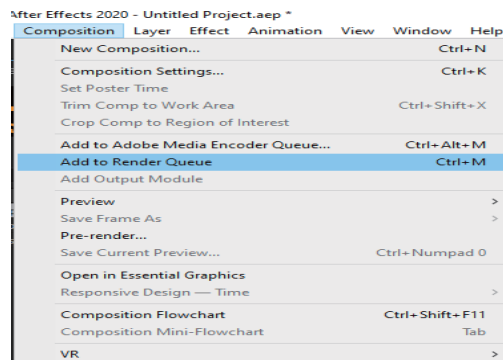 After Effects 2020 - Untitled Project.aep *
Composition Layer Effect Animation View Window Help
New Composition... Ctrl+N
Composition Settings... Ctrl+K
Set Poster Time
Trim Comp to Work Area Ctrl+Shift+X
Crop Comp to Region of Interest
Add to Adobe Media Encoder Queue... Ctrl+Alt+M
Add to Render Queue Ctrl+M
Add Output Module
Preview >
Save Frame As >
Pre-render...
Save Current Preview... Ctrl+Numpad 0
Open in Essential Graphics
Responsive Design — Time >
Composition Flowchart Ctrl+Shift+F11
Composition Mini-Flowchart Tab
VR >